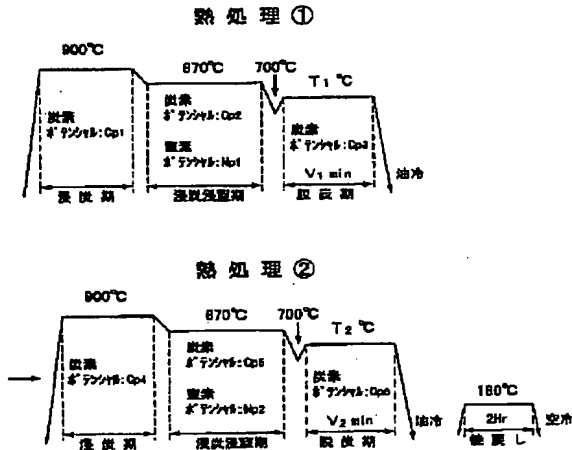 熱処理①
900℃
870℃
700℃
T₁ ℃
炭素
ポテンシャル:Cp1
炭素
ポテンシャル:Cp2
窒素
ポテンシャル:Np1
炭素
ポテンシャル:Cp3
V₁ min
油冷
浸炭期
浸炭浸窒期
脱炭期
熱処理②
900℃
870℃
700℃
T₂ ℃
炭素
ポテンシャル:Cp4
炭素
ポテンシャル:Cp5
窒素
ポテンシャル:Np2
炭素
ポテンシャル:Cp6
V₂ min
油冷
180℃
2Hr
空冷
浸炭期
浸炭浸窒期
脱炭期
焼戻し